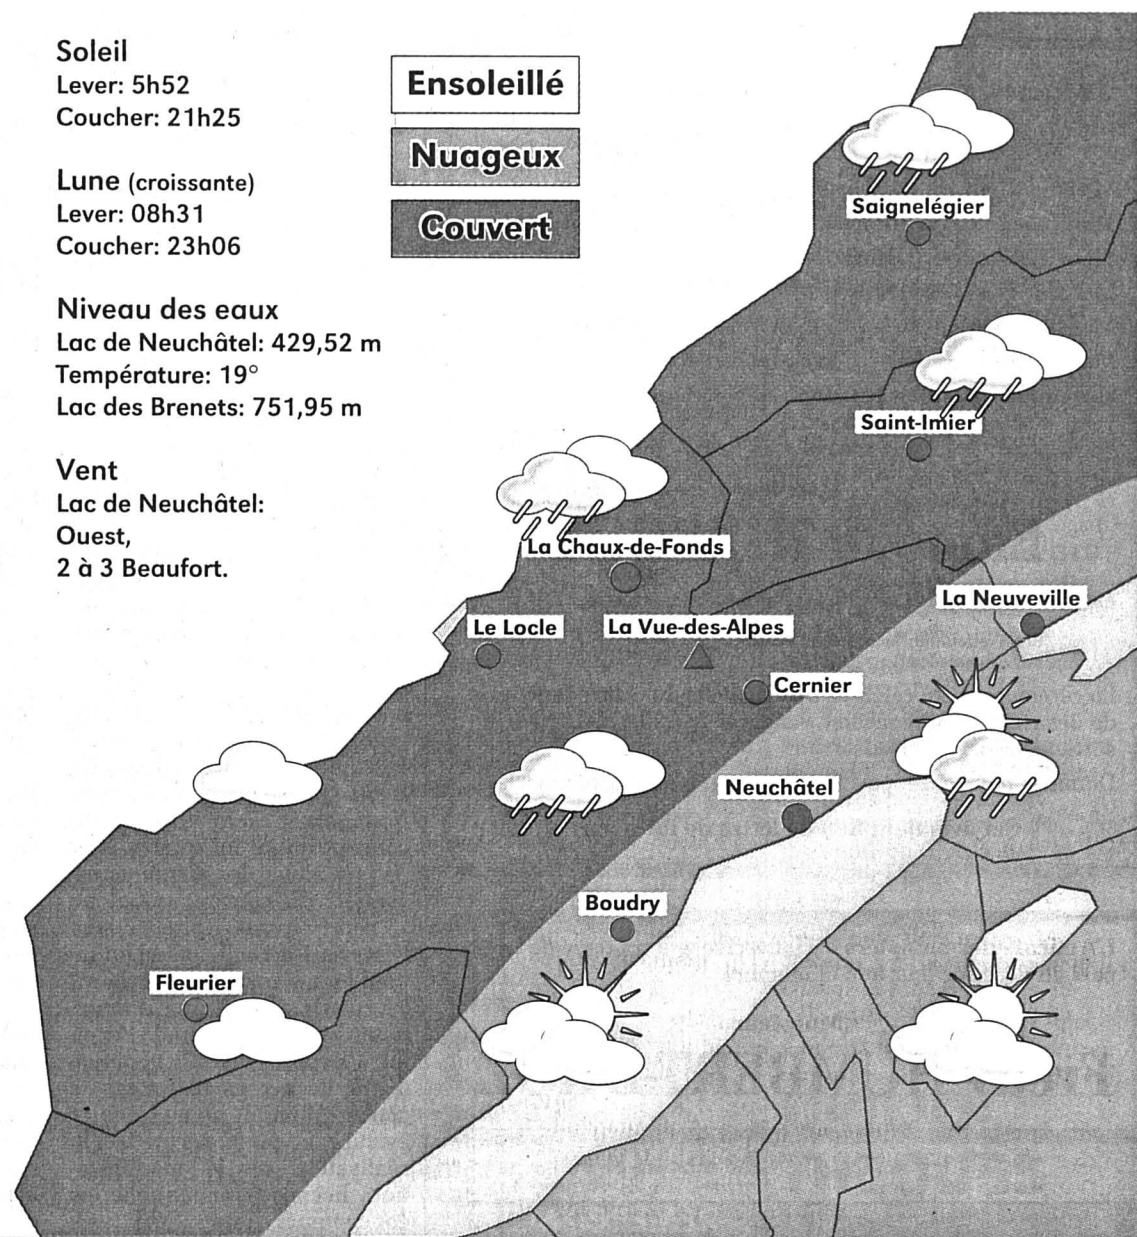 Soleil
Lever: 5h52
Coucher: 21h25
Lune (croissante)
Lever: 08h31
Coucher: 23h06
Niveau des eaux
Lac de Neuchâtel: 429,52 m
Température: 19°
Lac des Brenets: 751,95 m
Vent
Lac de Neuchâtel:
Ouest,
2 à 3 Beaufort.
Ensoleillé
Nuageux
Couvert
Saignelégier
Saint-Imier
La Chaux-de-Fonds
La Neuveville
Le Locle
La Vue-des-Alpes
Cernier
Neuchâtel
Boudry
Fleurier